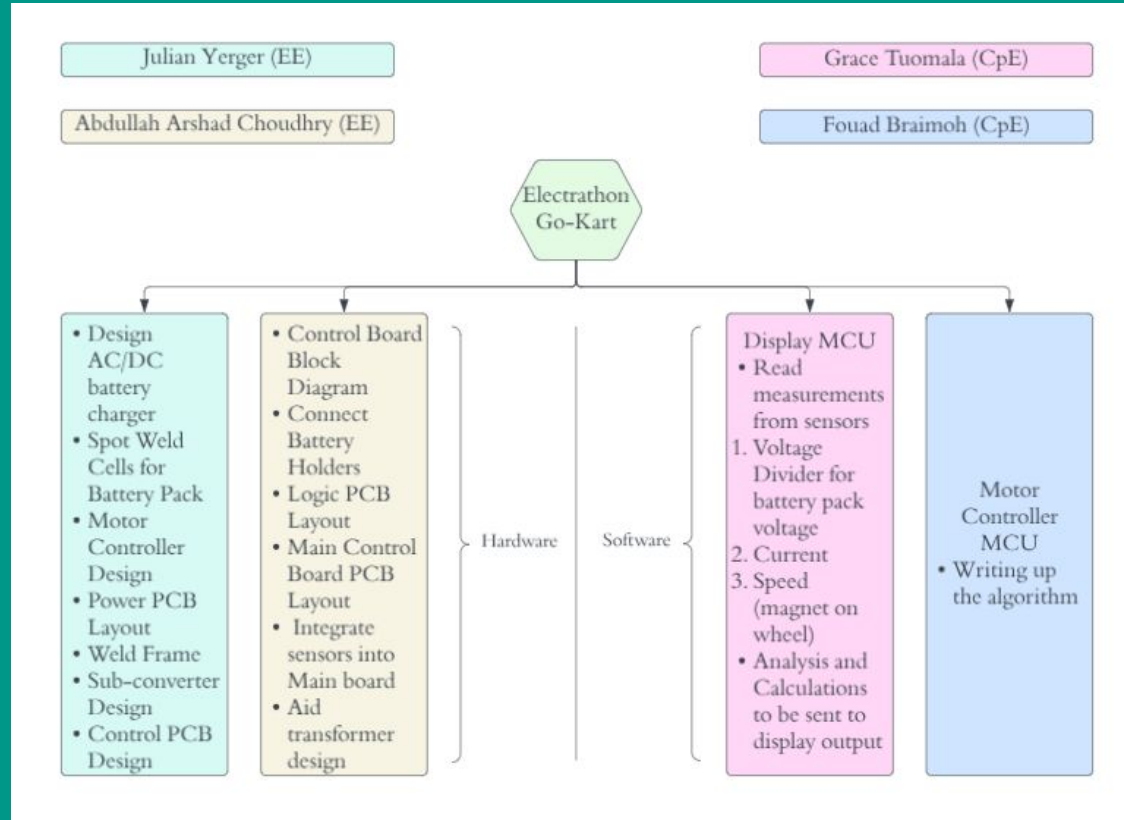 Julian Yerger (EE)
Grace Tuomala (CpE)
Abdullah Arshad Choudhry (EE)
Fouad Braimoh (CpE)
Electrathon
Go-Kart
• Design
AC/DC
battery
charger
• Spot Weld
Cells for
Battery Pack
• Motor
Controller
Design
• Power PCB
Layout
• Weld Frame
• Sub-converter
Design
• Control PCB
Design
• Control Board
Block
Diagram
• Connect
Battery
Holders
• Logic PCB
Layout
• Main Control
Board PCB
Layout
• Integrate
sensors into
Main board
• Aid
transformer
design
Hardware
Software
Display MCU
• Read
measurements
from sensors
1. Voltage
Divider for
battery pack
voltage
2. Current
3. Speed
(magnet on
wheel)
• Analysis and
Calculations
to be sent to
display output
Motor
Controller
MCU
• Writing up
the algorithm